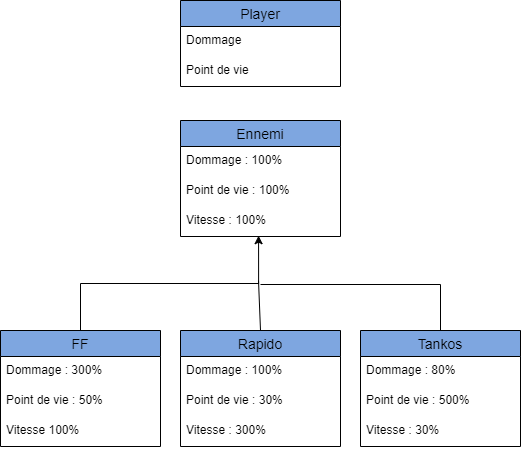 Player
Dommage
Point de vie
Ennemi
Dommage : 100%
Point de vie : 100%
Vitesse : 100%
FF
Dommage : 300%
Point de vie : 50%
Vitesse 100%
Rapido
Dommage : 100%
Point de vie : 30%
Vitesse : 300%
Tankos
Dommage : 80%
Point de vie : 500%
Vitesse : 30%